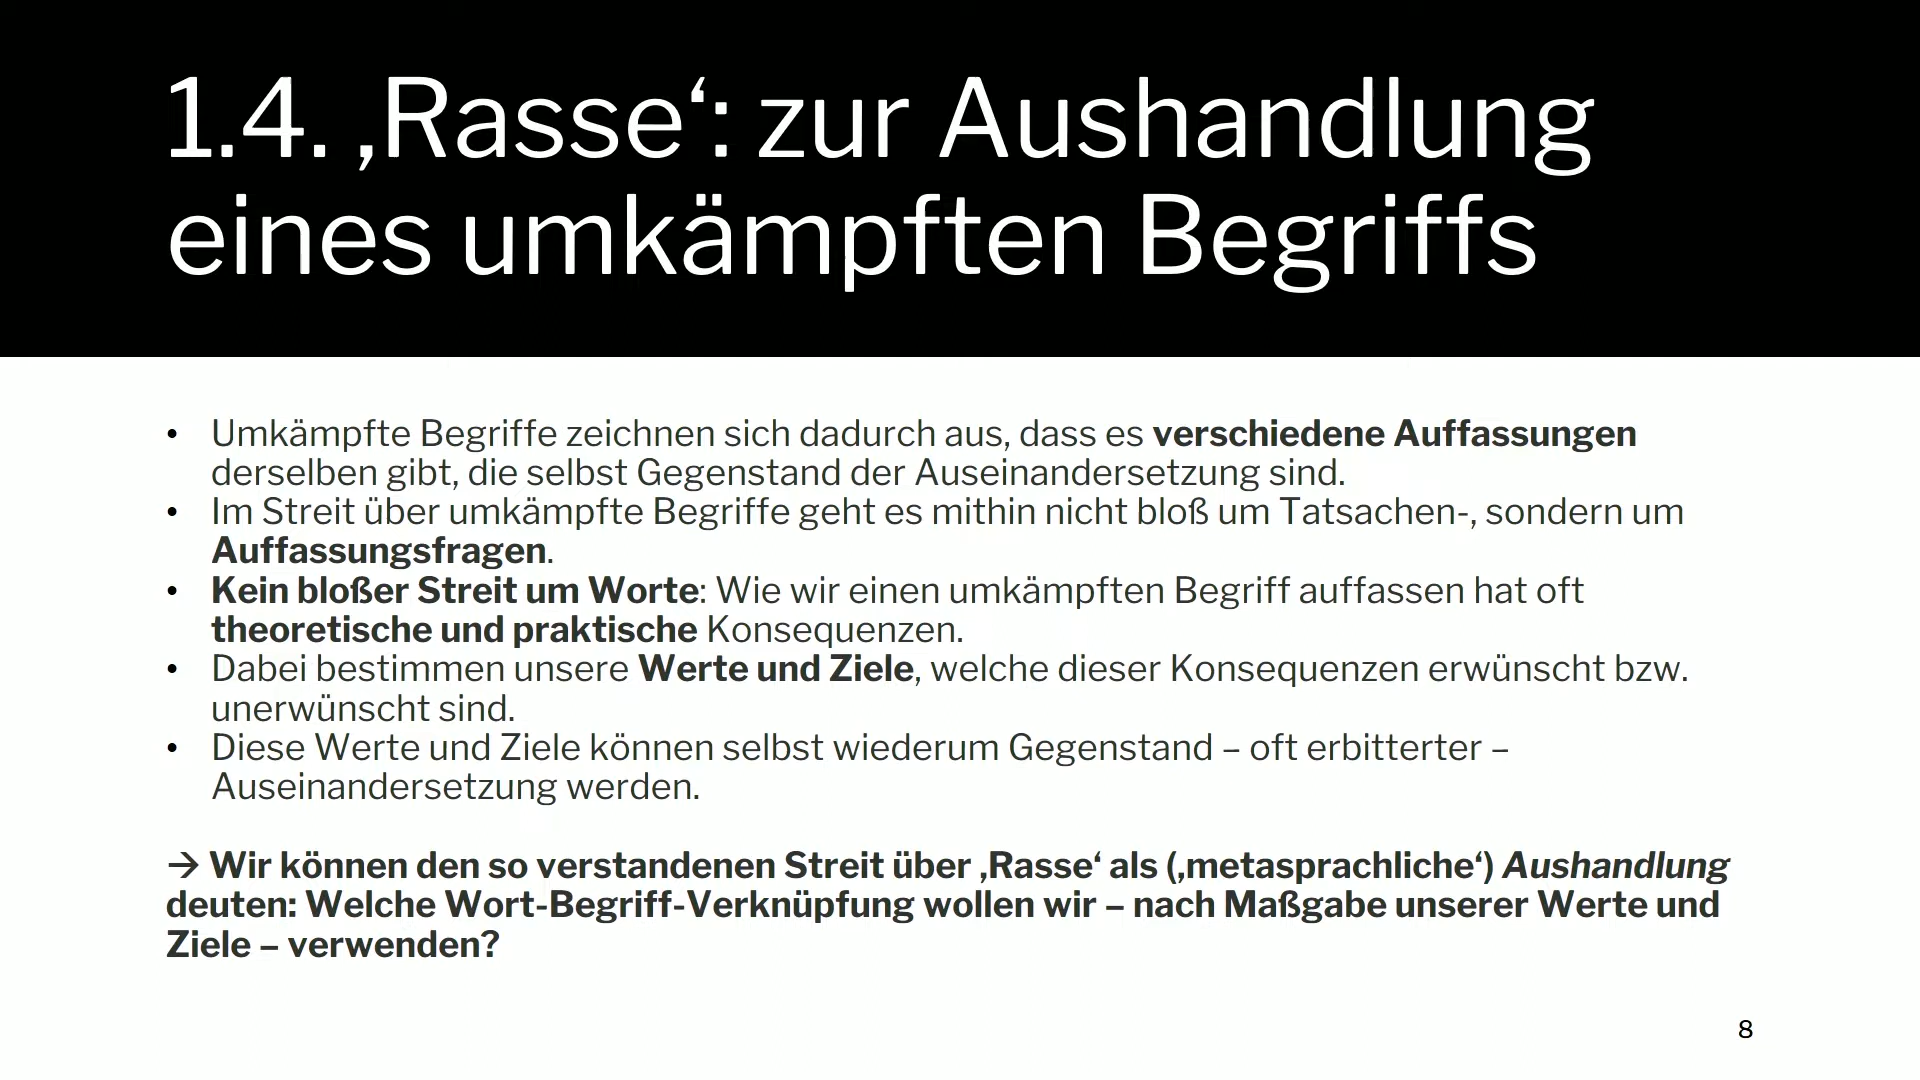 1.4. ‚Rasse‘: zur Aushandlung
eines umkämpften Begriffs
• Umkämpfte Begriffe zeichnen sich dadurch aus, dass es verschiedene Auffassungen
derselben gibt, die selbst Gegenstand der Auseinandersetzung sind.
• Im Streit über umkämpfte Begriffe geht es mithin nicht bloß um Tatsachen-, sondern um
Auffassungsfragen.
• Kein bloßer Streit um Worte: Wie wir einen umkämpften Begriff auffassen hat oft
theoretische und praktische Konsequenzen.
• Dabei bestimmen unsere Werte und Ziele, welche dieser Konsequenzen erwünscht bzw.
unerwünscht sind.
• Diese Werte und Ziele können selbst wiederum Gegenstand – oft erbitterter –
Auseinandersetzung werden.
→ Wir können den so verstandenen Streit über ‚Rasse‘ als (‚metasprachliche‘) Aushandlung
deuten: Welche Wort-Begriff-Verknüpfung wollen wir – nach Maßgabe unserer Werte und
Ziele – verwenden?
8